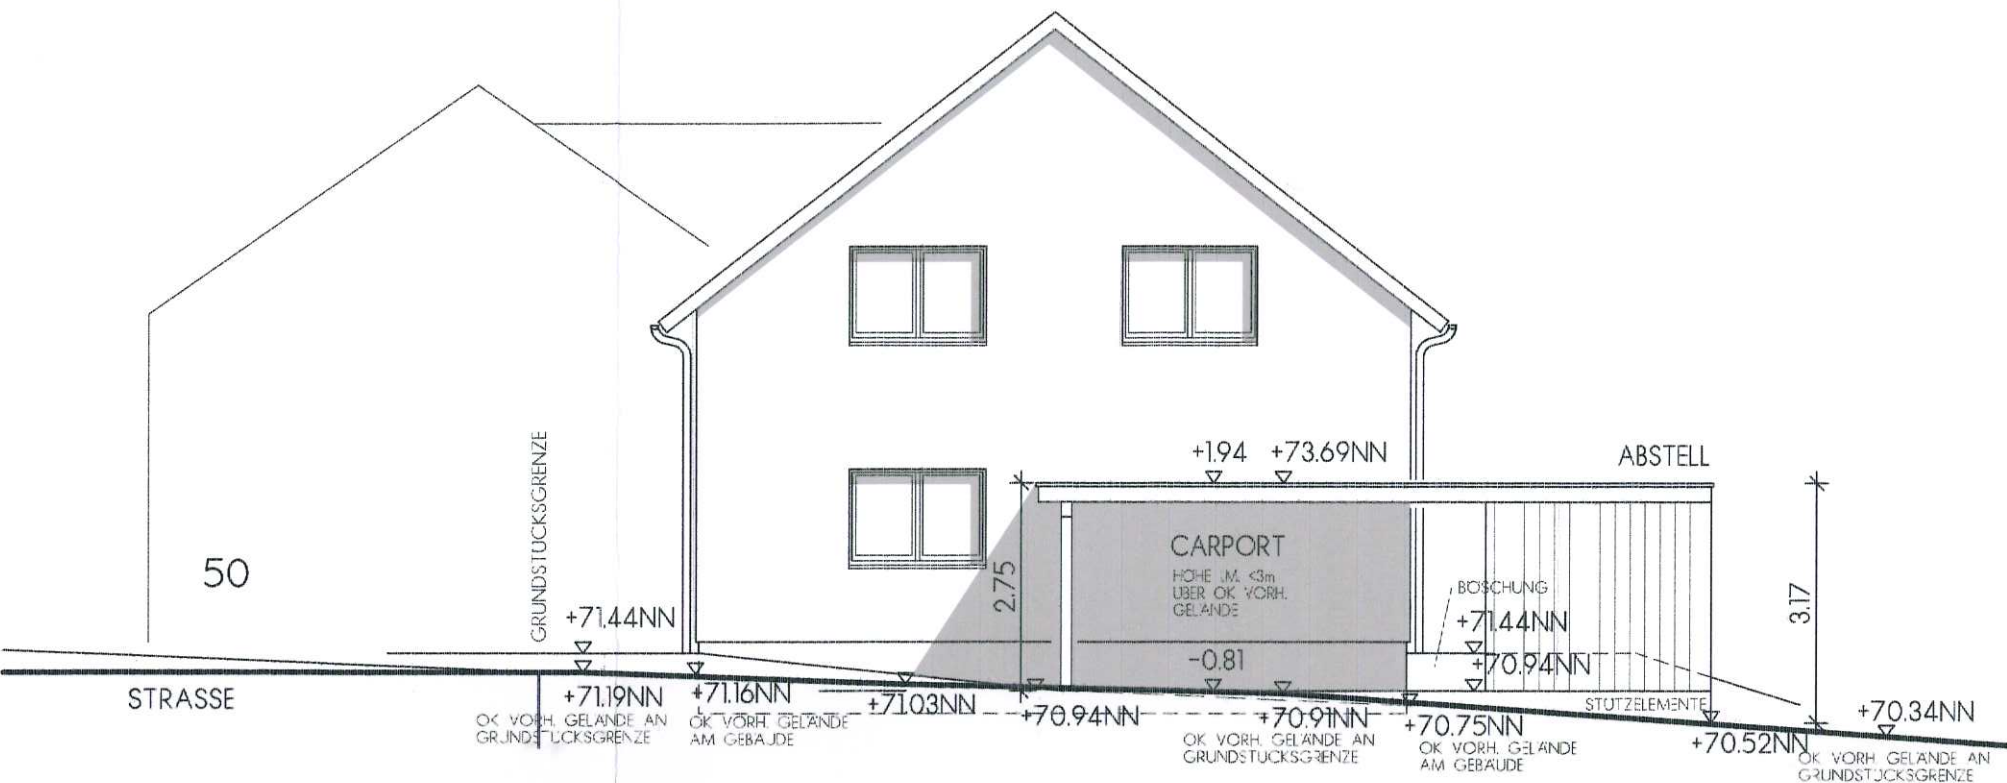 +1.94 +73.69NN
ABSTELL
GRUNDSTÜCKSGRENZE
50
2.75
CARPORT
HÖHE I.M. <3m
ÜBER OK VORH.
GELÄNDE
BÖSCHUNG
3.17
+71.44NN
+71.44NN
-0.81
+70.94NN
STRASSE
+71.19NN
OK VORH. GELÄNDE AN
GRUNDSTÜCKSGRENZE
+71.16NN
OK VORH. GELÄNDE
AM GEBÄUDE
+71.03NN
+70.94NN
+70.91NN
OK VORH. GELÄNDE AN
GRUNDSTÜCKSGRENZE
+70.75NN
OK VORH. GELÄNDE
AM GEBÄUDE
STÜTZELEMENTE
+70.52NN
+70.34NN
OK VORH. GELÄNDE AN
GRUNDSTÜCKSGRENZE